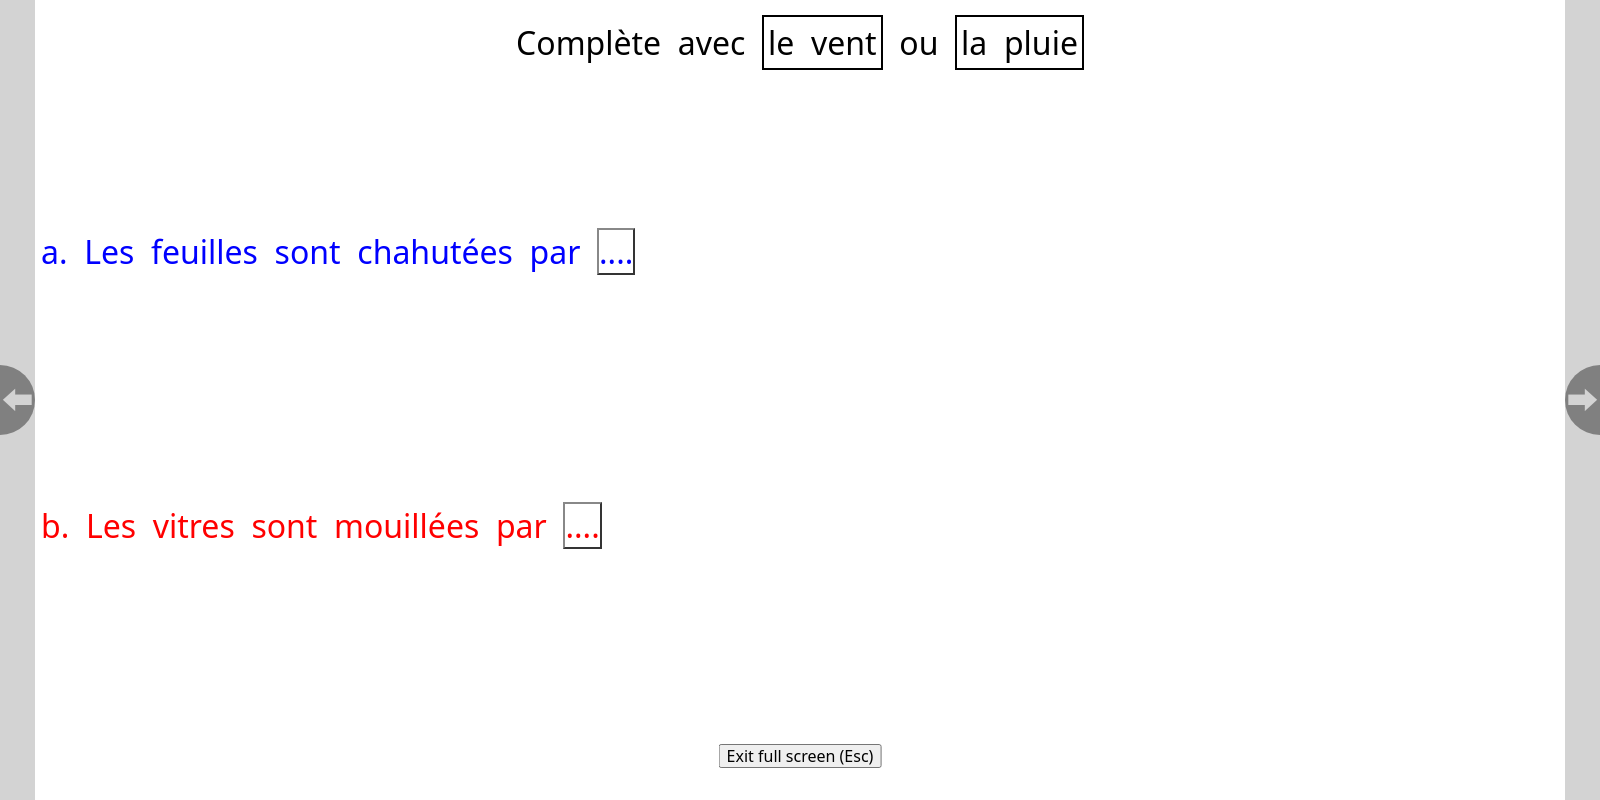 Complète avec le vent ou la pluie
a. Les feuilles sont chahutées par ....
b. Les vitres sont mouillées par ....
Exit full screen (Esc)